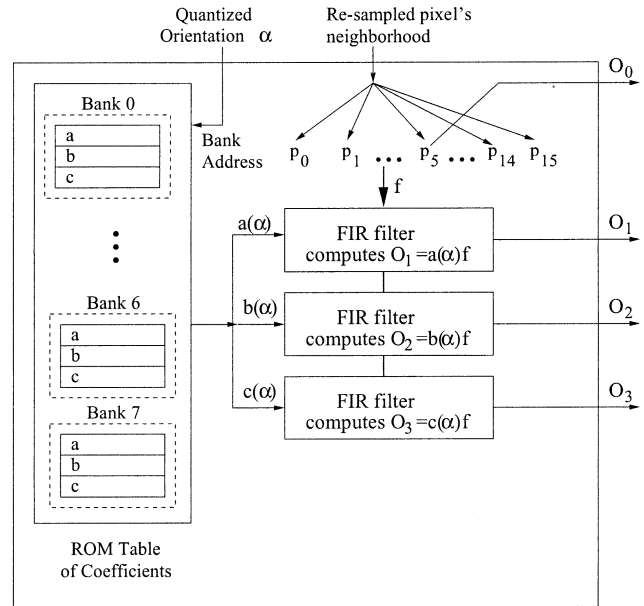 Quantized
Orientation α
Re-sampled pixel's
neighborhood
O0
Bank 0
a
b
c
Bank
Address
p0 p1 ••• p5 ••• p14 p15
f
a(α)
FIR filter
computes O1 =a(α)f
O1
Bank 6
a
b
c
b(α)
FIR filter
computes O2 =b(α)f
O2
c(α)
FIR filter
computes O3 =c(α)f
O3
Bank 7
a
b
c
ROM Table
of Coefficients